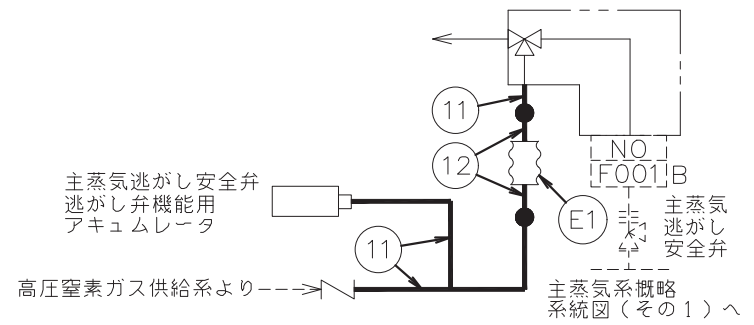 11
12
NO
F001 B
E1
主蒸気
逃がし
安全弁
主蒸気逃がし安全弁
逃がし弁機能用
アキュムレータ
11
高圧窒素ガス供給系より
主蒸気系概略
系統図(その1)へ